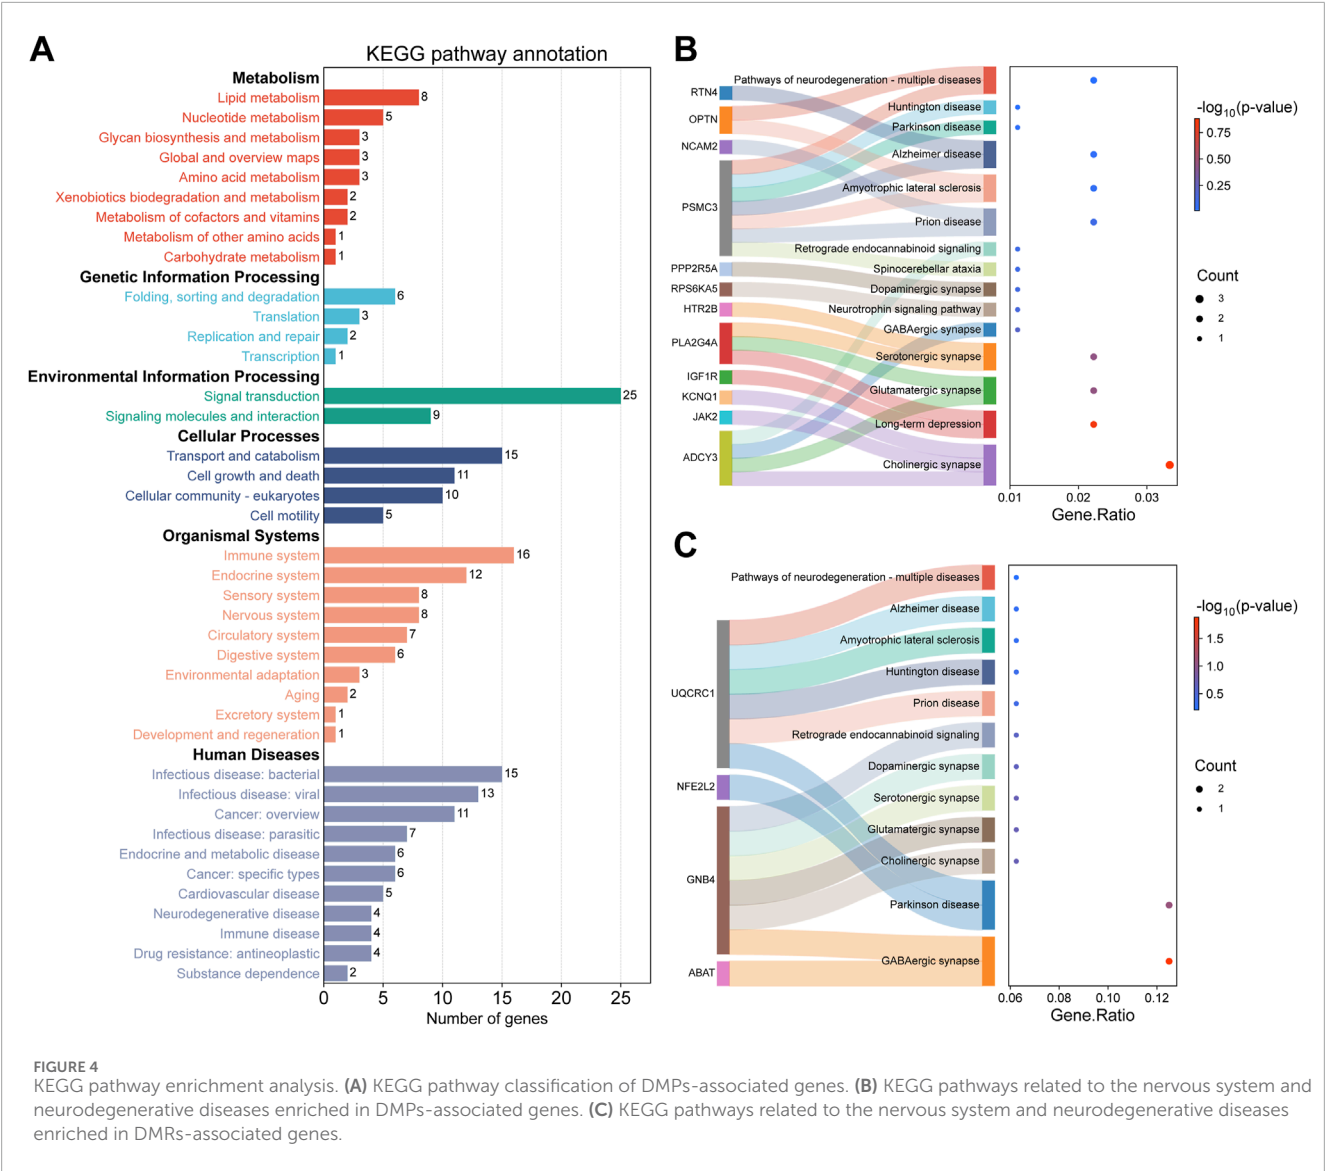 A
KEGG pathway annotation
Metabolism
Lipid metabolism 8
Nucleotide metabolism 5
Glycan biosynthesis and metabolism 3
Global and overview maps 3
Amino acid metabolism 3
Xenobiotics biodegradation and metabolism 2
Metabolism of cofactors and vitamins 2
Metabolism of other amino acids 1
Carbohydrate metabolism 1
Genetic Information Processing
Folding, sorting and degradation 6
Translation 3
Replication and repair 2
Transcription 1
Environmental Information Processing
Signal transduction 25
Signaling molecules and interaction 9
Cellular Processes
Transport and catabolism 15
Cell growth and death 11
Cellular community - eukaryotes 10
Cell motility 5
Organismal Systems
Immune system 16
Endocrine system 12
Sensory system 8
Nervous system 8
Circulatory system 7
Digestive system 6
Environmental adaptation 3
Aging 2
Excretory system 1
Development and regeneration 1
Human Diseases
Infectious disease: bacterial 15
Infectious disease: viral 13
Cancer: overview 11
Infectious disease: parasitic 7
Endocrine and metabolic disease 6
Cancer: specific types 6
Cardiovascular disease 5
Neurodegenerative disease 4
Immune disease 4
Drug resistance: antineoplastic 4
Substance dependence 2
0 5 10 15 20 25
Number of genes
B
RTN4
OPTN
NCAM2
PSMC3
PPP2R5A
RPS6KA5
HTR2B
PLA2G4A
IGF1R
KCNQ1
JAK2
ADCY3
Pathways of neurodegeneration - multiple diseases
Huntington disease
Parkinson disease
Alzheimer disease
Amyotrophic lateral sclerosis
Prion disease
Retrograde endocannabinoid signaling
Spinocerebellar ataxia
Dopaminergic synapse
Neurotrophin signaling pathway
GABAergic synapse
Serotonergic synapse
Glutamatergic synapse
Long-term depression
Cholinergic synapse
0.01 0.02 0.03
Gene.Ratio
-log10(p-value)
0.75
0.50
0.25
Count
3
2
1
C
UQCRC1
NFE2L2
GNB4
ABAT
Pathways of neurodegeneration - multiple diseases
Alzheimer disease
Amyotrophic lateral sclerosis
Huntington disease
Prion disease
Retrograde endocannabinoid signaling
Dopaminergic synapse
Serotonergic synapse
Glutamatergic synapse
Cholinergic synapse
Parkinson disease
GABAergic synapse
0.06 0.08 0.10 0.12
Gene.Ratio
-log10(p-value)
1.5
1.0
0.5
Count
2
1
FIGURE 4
KEGG pathway enrichment analysis. (A) KEGG pathway classification of DMPs-associated genes. (B) KEGG pathways related to the nervous system and
neurodegenerative diseases enriched in DMPs-associated genes. (C) KEGG pathways related to the nervous system and neurodegenerative diseases
enriched in DMRs-associated genes.